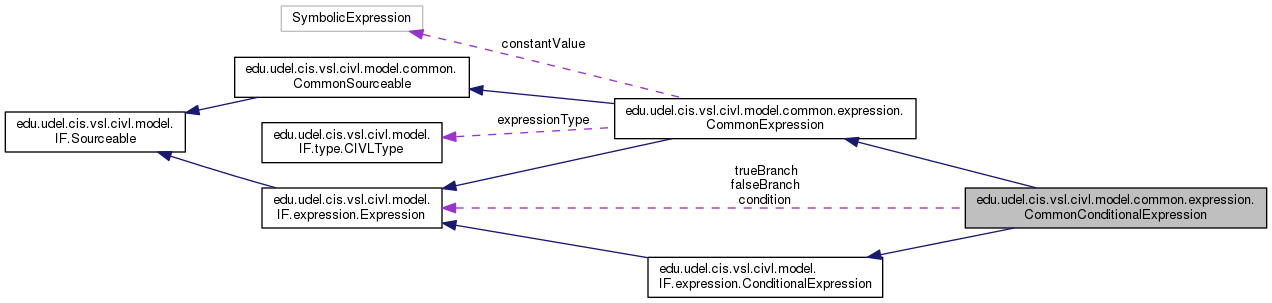 SymbolicExpression
constantValue
edu.udel.cis.vsl.civl.model.common.
CommonSourceable
edu.udel.cis.vsl.civl.model.common.expression.
CommonExpression
edu.udel.cis.vsl.civl.model.
IF.Sourceable
expressionType
edu.udel.cis.vsl.civl.model.
IF.type.CIVLType
trueBranch
falseBranch
condition
edu.udel.cis.vsl.civl.model.
IF.expression.Expression
edu.udel.cis.vsl.civl.model.common.expression.
CommonConditionalExpression
edu.udel.cis.vsl.civl.model.
IF.expression.ConditionalExpression